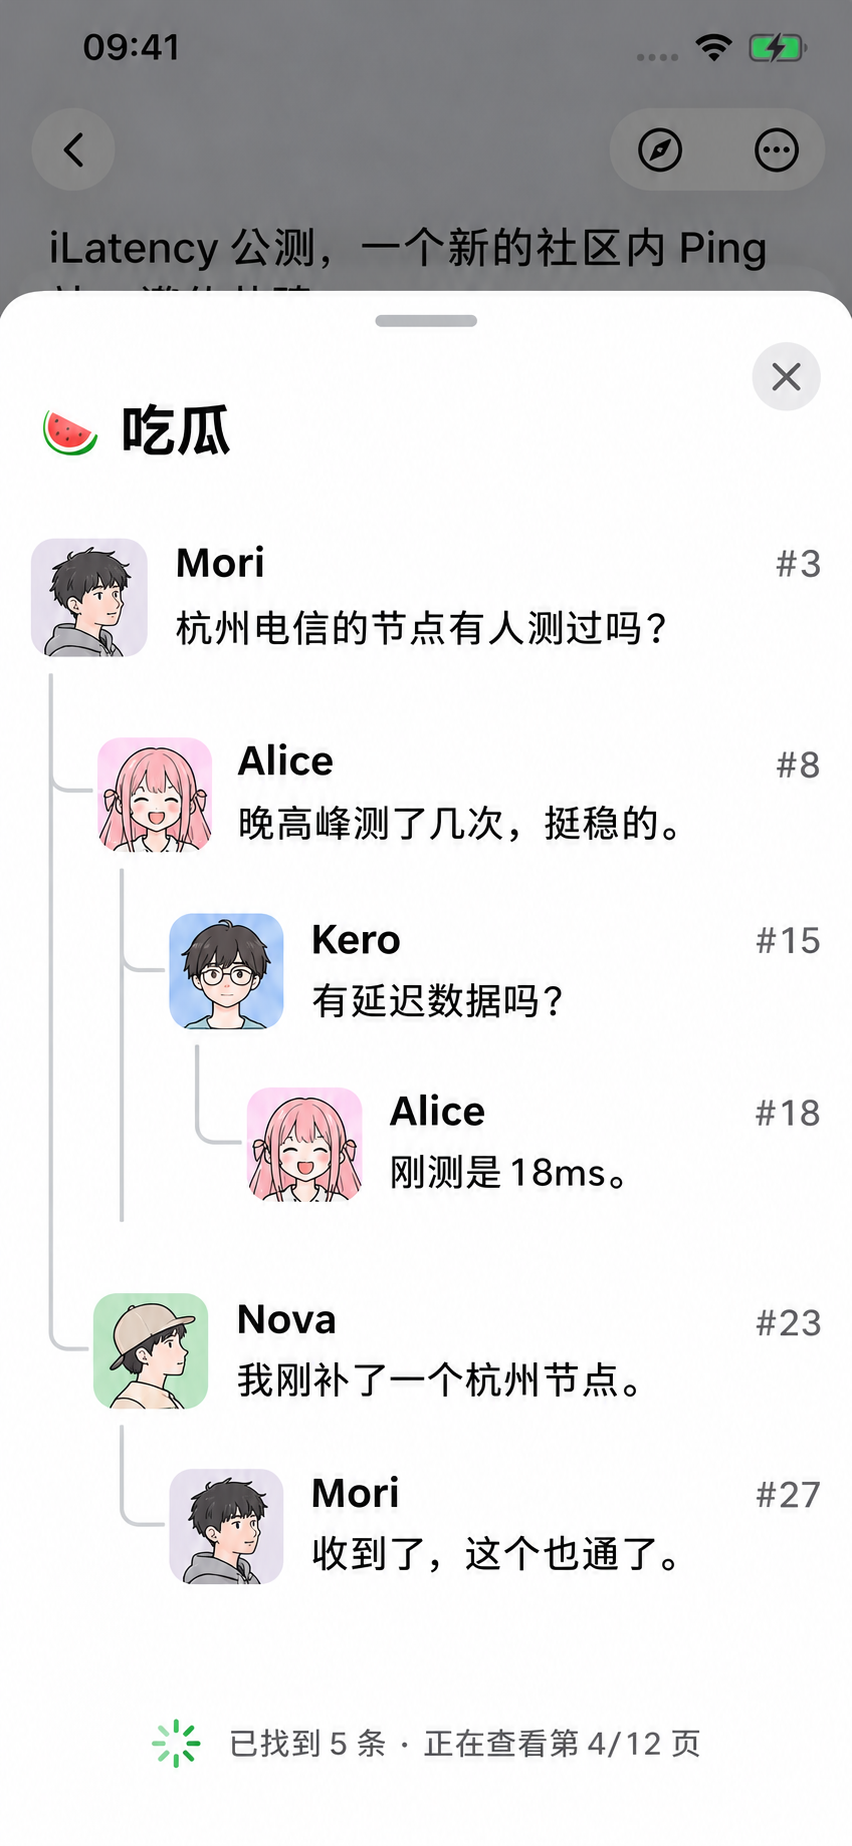 09:41
iLatency 公测，一个新的社区内 Ping
🍉 吃瓜
Mori
#3
杭州电信的节点有人测过吗？
Alice
#8
晚高峰测了几次，挺稳的。
Kero
#15
有延迟数据吗？
Alice
#18
刚测是 18ms。
Nova
#23
我刚补了一个杭州节点。
Mori
#27
收到了，这个也通了。
已找到 5 条 · 正在查看第 4/12 页